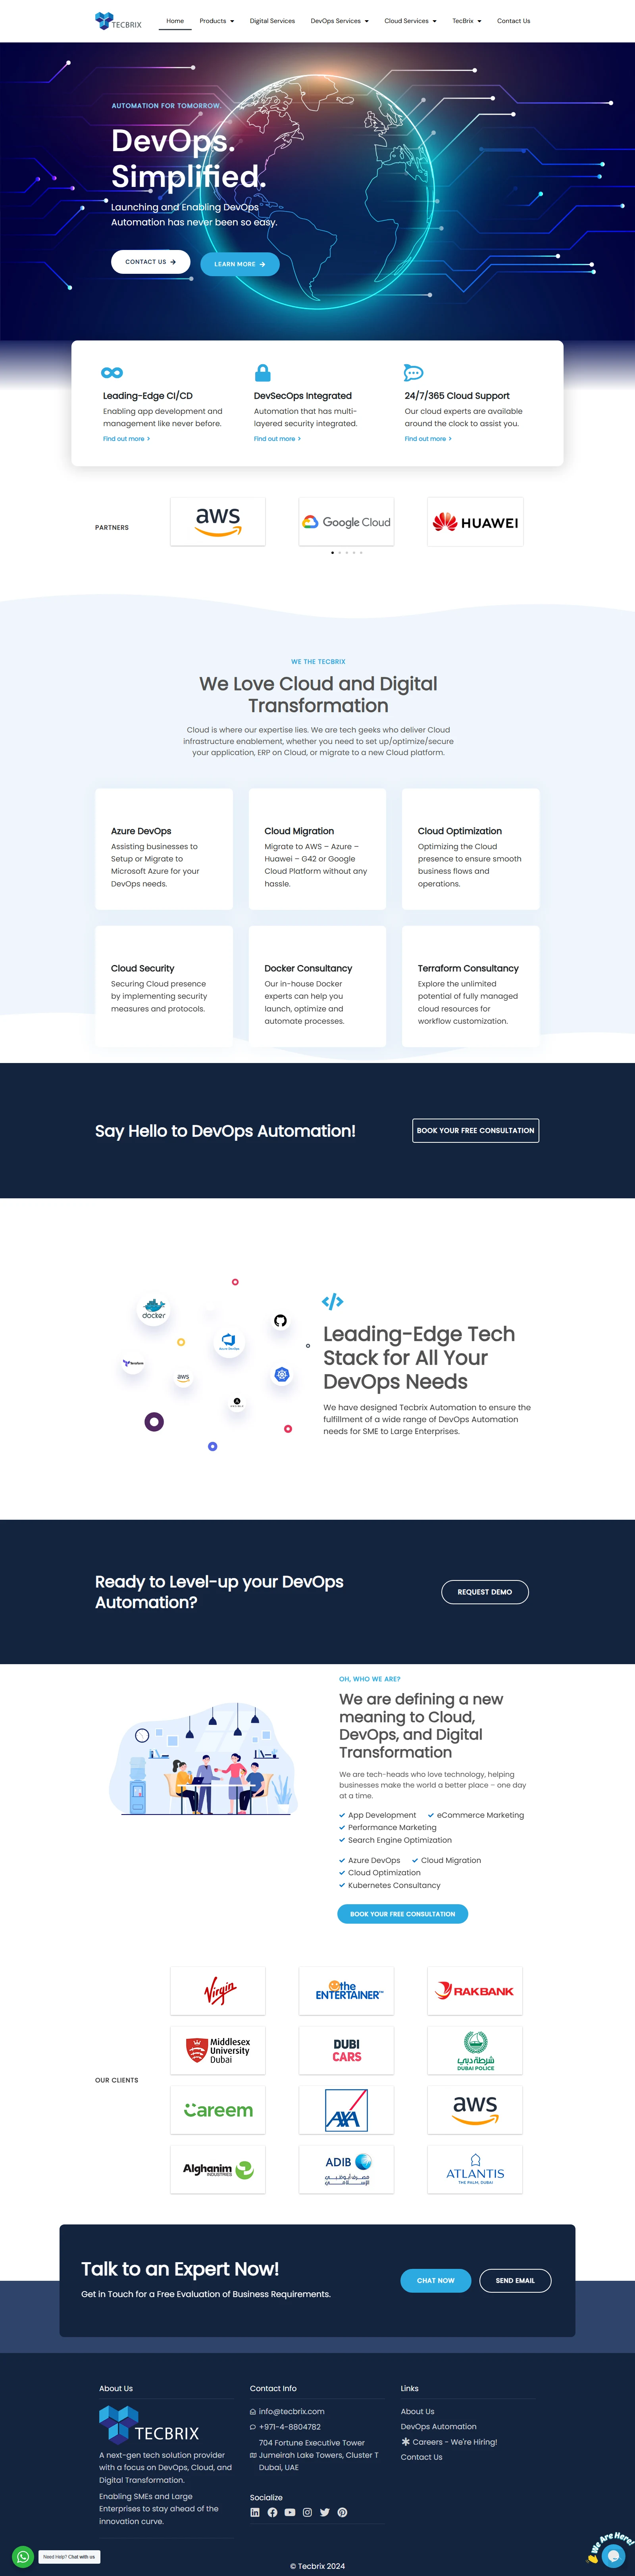 TECBRIX
Home Products Digital Services DevOps Services Cloud Services TecBrix Contact Us
AUTOMATION FOR TOMORROW.
DevOps.
Simplified.
Launching and Enabling DevOps
Automation has never been so easy.
CONTACT US
LEARN MORE
Leading-Edge CI/CD
Enabling app development and
management like never before.
Find out more
DevSecOps Integrated
Automation that has multi-
layered security integrated.
Find out more
24/7/365 Cloud Support
Our cloud experts are available
around the clock to assist you.
Find out more
PARTNERS
aws
Google Cloud
HUAWEI
WE THE TECBRIX
We Love Cloud and Digital
Transformation
Cloud is where our expertise lies. We are tech geeks who deliver Cloud
infrastructure enablement, whether you need to set up/optimize/secure
your application, ERP on Cloud, or migrate to a new Cloud platform.
Azure DevOps
Assisting businesses to
Setup or Migrate to
Microsoft Azure for your
DevOps needs.
Cloud Migration
Migrate to AWS – Azure –
Huawei – G42 or Google
Cloud Platform without any
hassle.
Cloud Optimization
Optimizing the Cloud
presence to ensure smooth
business flows and
operations.
Cloud Security
Securing Cloud presence
by implementing security
measures and protocols.
Docker Consultancy
Our in-house Docker
experts can help you
launch, optimize and
automate processes.
Terraform Consultancy
Explore the unlimited
potential of fully managed
cloud resources for
workflow customization.
Say Hello to DevOps Automation!
BOOK YOUR FREE CONSULTATION
docker
Terraform
aws
Leading-Edge Tech
Stack for All Your
DevOps Needs
We have designed Tecbrix Automation to ensure the
fulfillment of a wide range of DevOps Automation
needs for SME to Large Enterprises.
Ready to Level-up your DevOps
Automation?
REQUEST DEMO
OH, WHO WE ARE?
We are defining a new
meaning to Cloud,
DevOps, and Digital
Transformation
We are tech-heads who love technology, helping
businesses make the world a better place – one day
at a time.
App Development eCommerce Marketing
Performance Marketing
Search Engine Optimization
Azure DevOps Cloud Migration
Cloud Optimization
Kubernetes Consultancy
BOOK YOUR FREE CONSULTATION
OUR CLIENTS
Virgin
the
ENTERTAINER
RAKBANK
Middlesex
University
Dubai
DUBI
CARS
شرطة دبي
DUBAI POLICE
Careem
AXA
aws
Alghanim
INDUSTRIES
ADIB
مصرف أبوظبي
الإسلامي
ATLANTIS
THE PALM, DUBAI
Talk to an Expert Now!
Get in Touch for a Free Evaluation of Business Requirements.
CHAT NOW
SEND EMAIL
About Us
TECBRIX
A next-gen tech solution provider
with a focus on DevOps, Cloud, and
Digital Transformation.
Enabling SMEs and Large
Enterprises to stay ahead of the
innovation curve.
Contact Info
info@tecbrix.com
+971-4-8804782
704 Fortune Executive Tower
Jumeirah Lake Towers, Cluster T
Dubai, UAE
Socialize
Links
About Us
DevOps Automation
Careers - We're Hiring!
Contact Us
Need Help? Chat with us
We Are Here!
© Tecbrix 2024